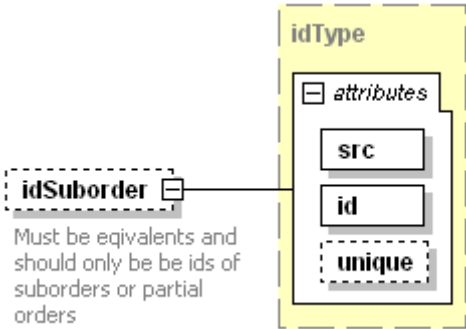 idType
attributes
src
idSuborder
id
unique
Must be eqivalents and
should only be be ids of
suborders or partial
orders